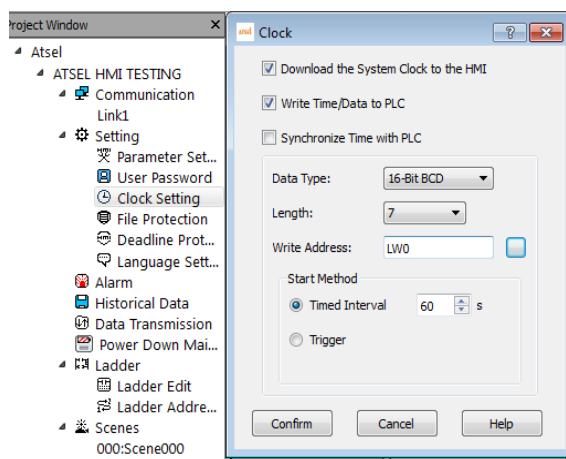 Project Window
Atsel
ATSEL HMI TESTING
Communication
Link1
Setting
Parameter Set...
User Password
Clock Setting
File Protection
Deadline Prot...
Language Sett...
Alarm
Historical Data
Data Transmission
Power Down Mai...
Ladder
Ladder Edit
Ladder Addre...
Scenes
000:Scene000
Clock
Download the System Clock to the HMI
Write Time/Data to PLC
Synchronize Time with PLC
Data Type: 16-Bit BCD
Length: 7
Write Address: LW0
Start Method
Timed Interval 60 s
Trigger
Confirm Cancel Help